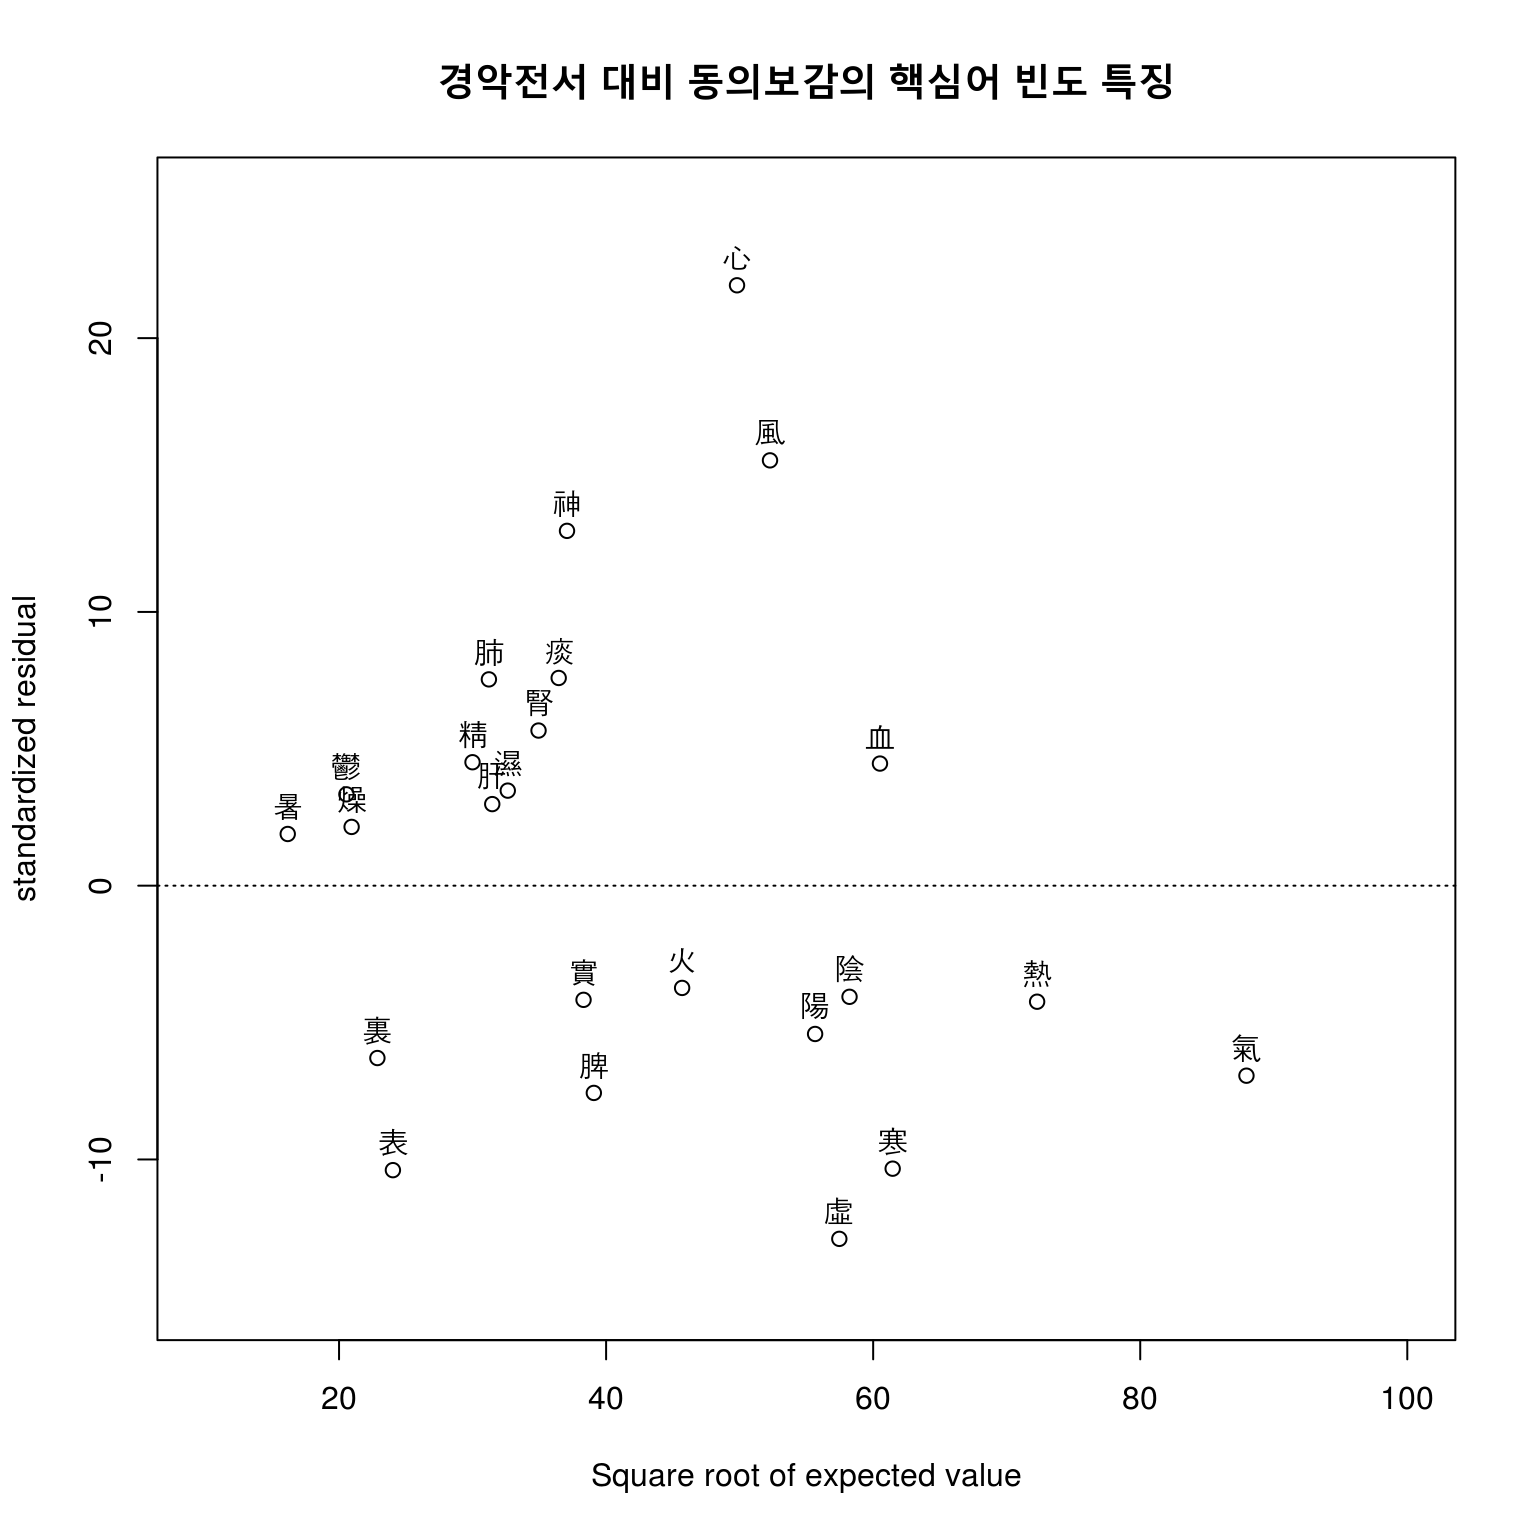 경악전서 대비 동의보감의 핵심어 빈도 특징
心
風
神
肺
痰
腎
精
血
濕
肝
鬱
燥
暑
實
火
陰
熱
陽
裏
氣
脾
表
寒
虛
standardized residual
20
10
0
-10
20
40
60
80
100
Square root of expected value